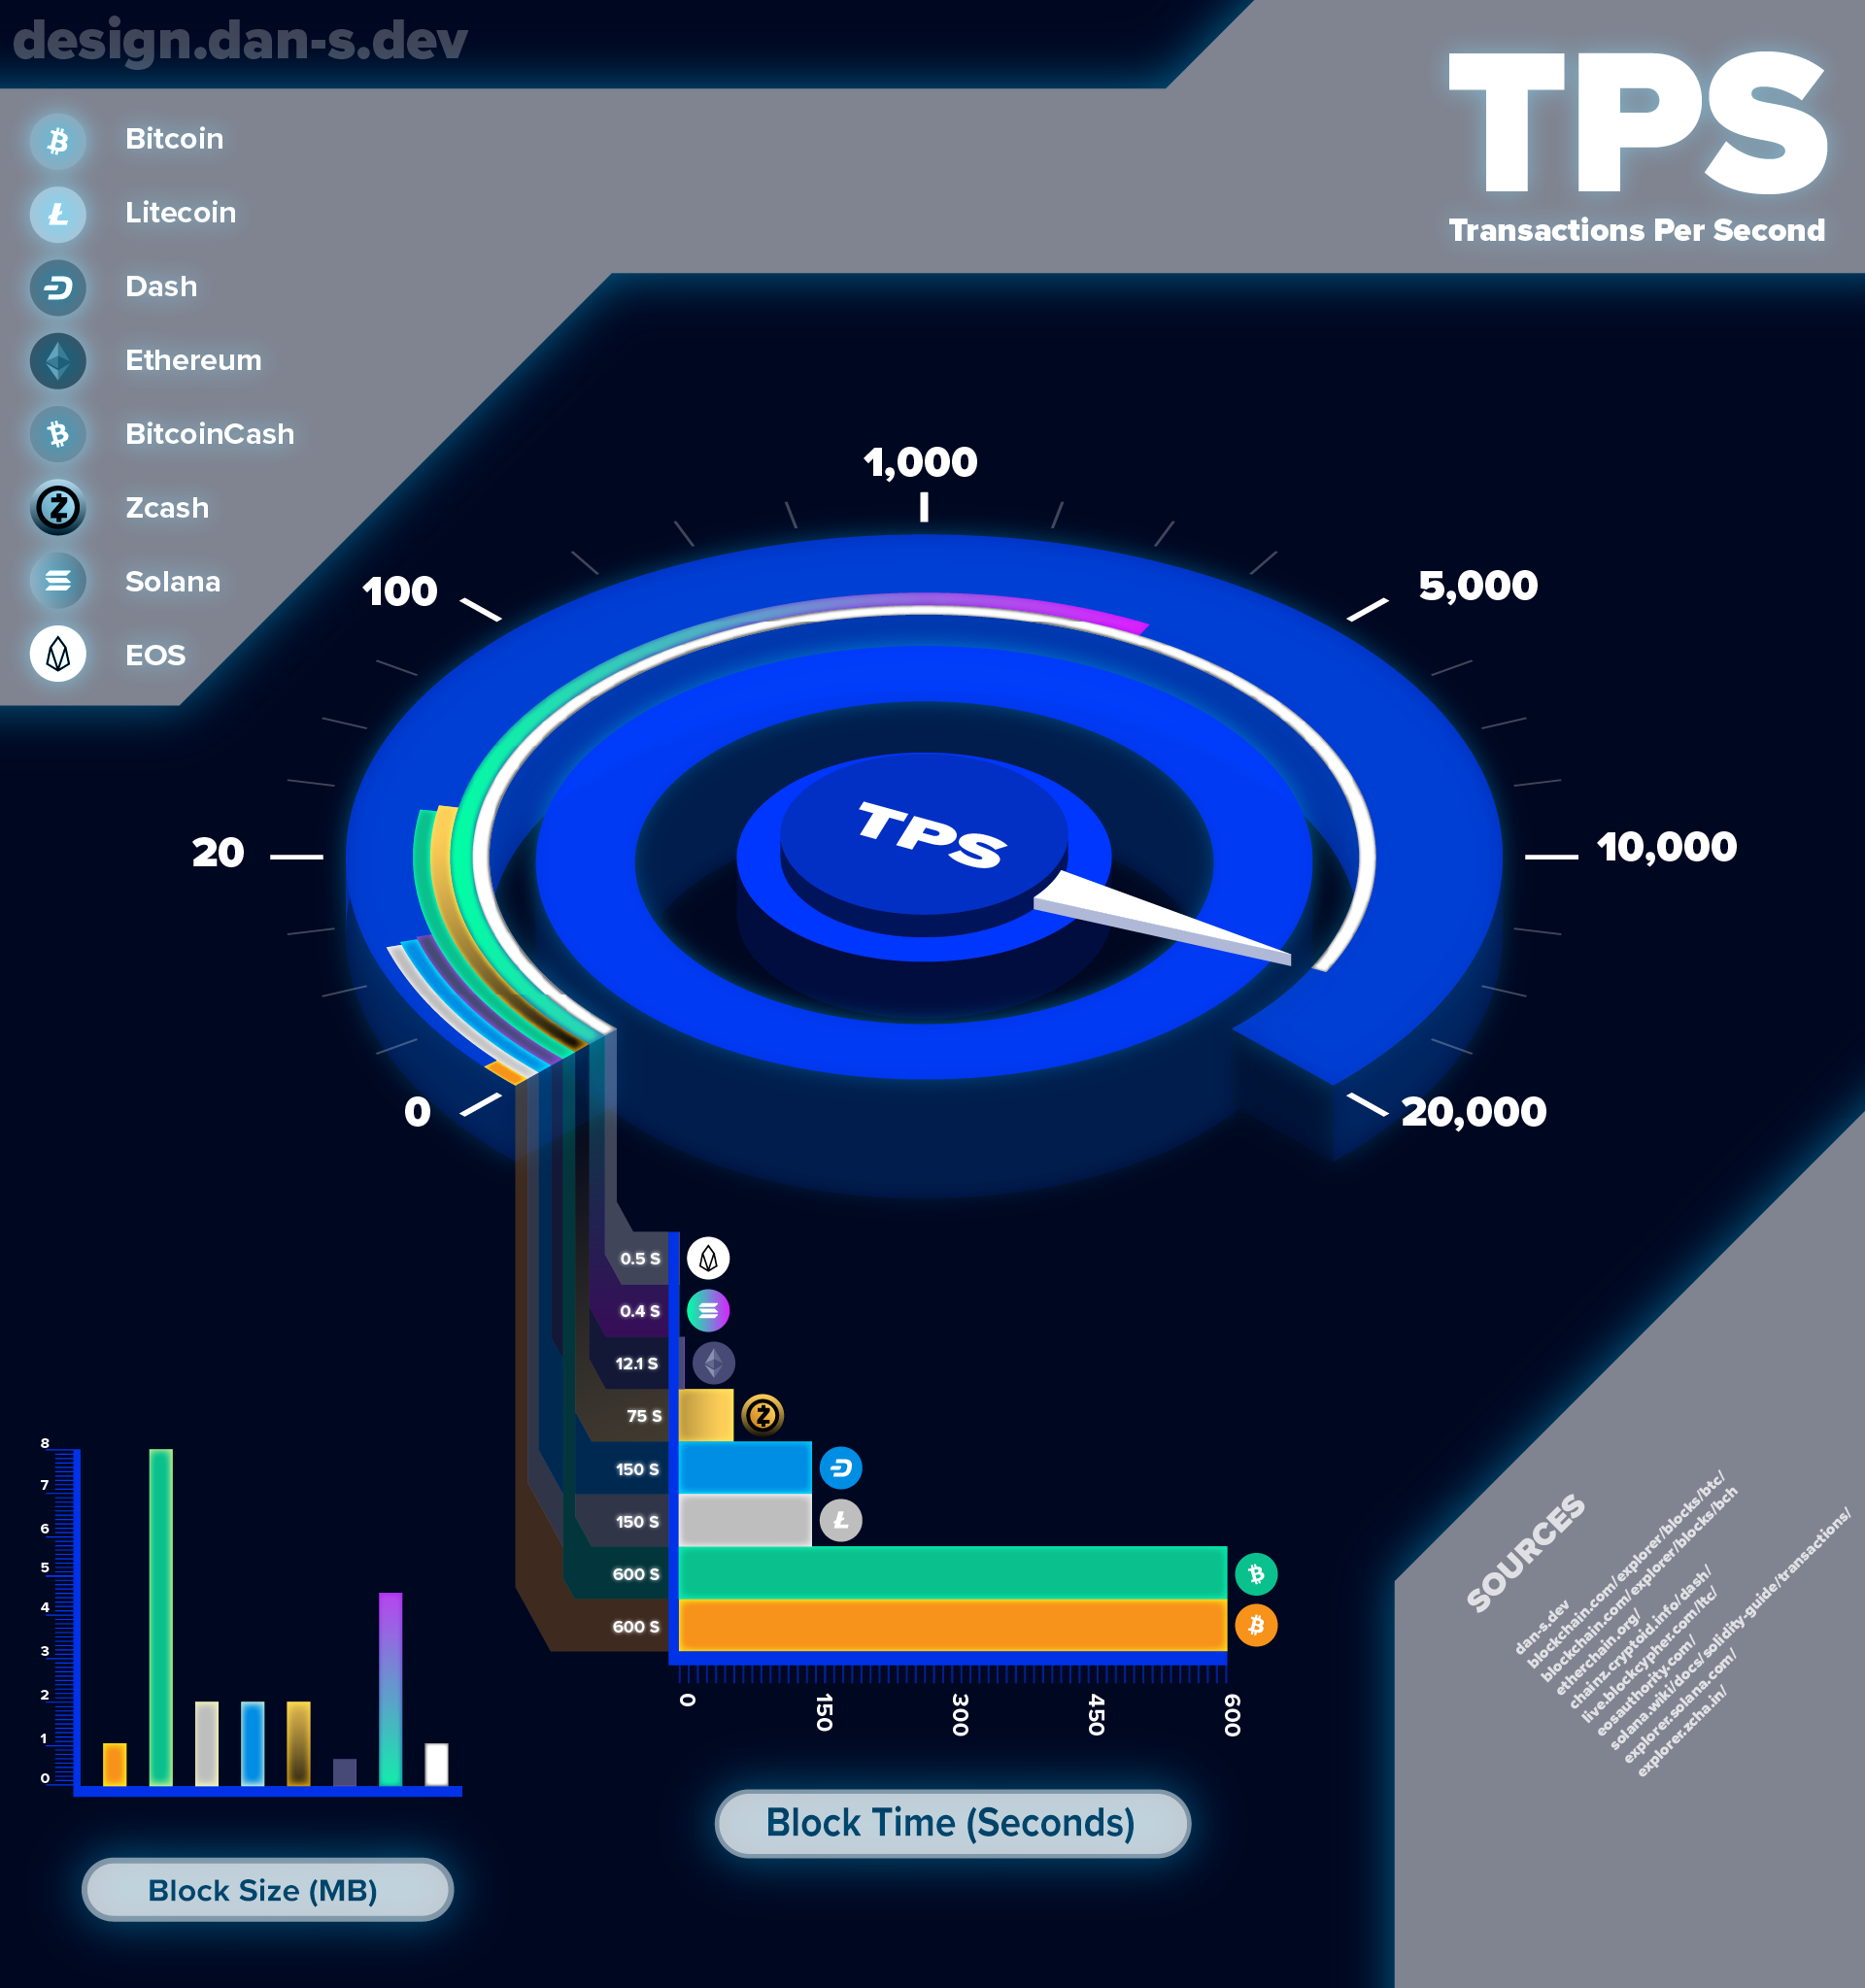 design.dan-s.dev
TPS
Transactions Per Second
Bitcoin
Litecoin
Dash
Ethereum
BitcoinCash
Zcash
Solana
EOS
1,000
100
5,000
20
10,000
0
20,000
TPS
0.5 S
0.4 S
12.1 S
75 S
150 S
150 S
600 S
600 S
0
150
300
450
600
Block Time (Seconds)
8
7
6
5
4
3
2
1
0
Block Size (MB)
SOURCES
dan-s.dev
blockchain.com/explorer/blocks/btc/
blockchain.com/explorer/blocks/bch
etherchain.org/
chainz.cryptoid.info/dash/
live.blockcypher.com/ltc/
eosauthority.com/
solana.wiki/docs/solidity-guide/transactions/
explorer.solana.com/
explorer.zcha.in/